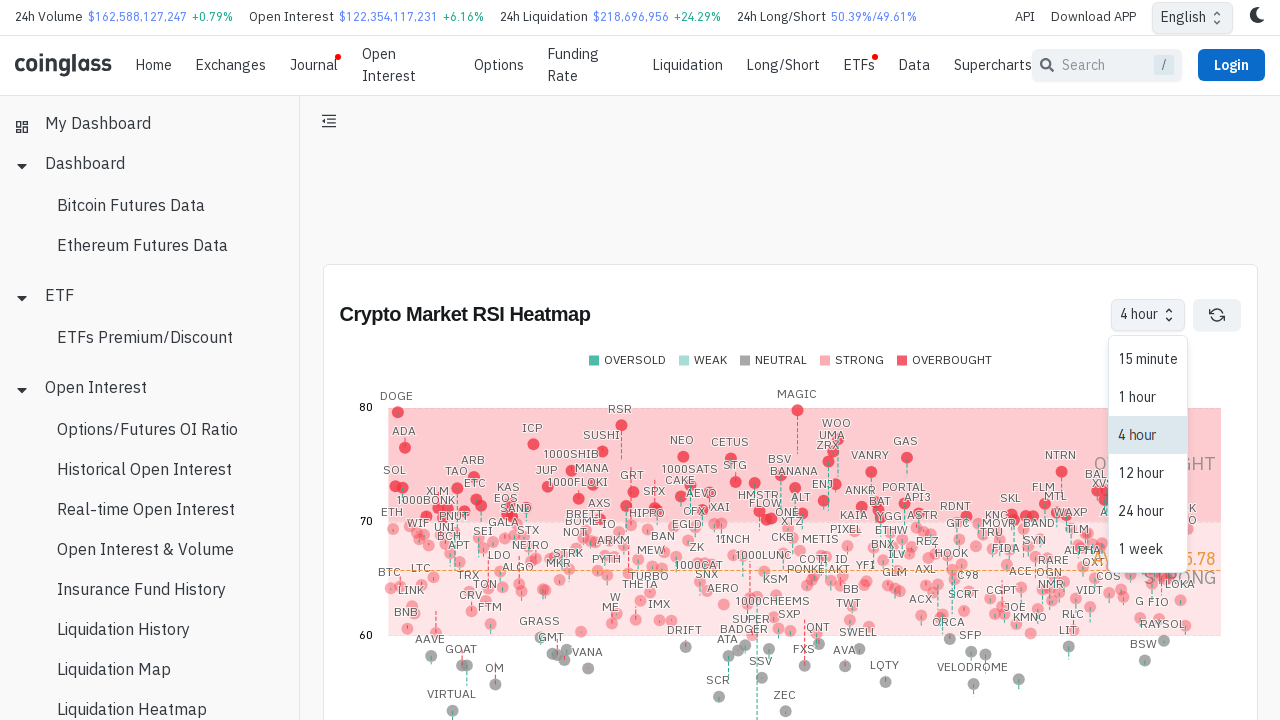 24h Volume $162,588,127,247 +0.79% Open Interest $122,354,117,231 +6.16% 24h Liquidation $218,696,956 +24.29% 24h Long/Short 50.39%/49.61% API Download APP English
coinglass Home Exchanges Journal Open Interest Options Funding Rate Liquidation Long/Short ETFs Data Supercharts Search / Login
My Dashboard
Dashboard
Bitcoin Futures Data
Ethereum Futures Data
ETF
ETFs Premium/Discount
Open Interest
Options/Futures OI Ratio
Historical Open Interest
Real-time Open Interest
Open Interest & Volume
Insurance Fund History
Liquidation History
Liquidation Map
Liquidation Heatmap
Crypto Market RSI Heatmap
4 hour
15 minute
1 hour
4 hour
12 hour
24 hour
1 week
OVERSOLD WEAK NEUTRAL STRONG OVERBOUGHT
80
70
60
DOGE MAGIC
RSR
ADA ICP SUSHI NEO CETUS WOO
UMA
ZRX GAS
SOL TAO ARB 1000SHIB STG BSV VANRY NTRN
ETC JUP MANA GRT 1000SATS BANANA
XLM KAS 1000FLOKI SPX CAKE ENJ ANKR PORTAL FLM
1000BONK EOS AXS AEVO HMSTR ALT API3 SKL MTL
ETH SAND BRETT HIPPO CFX XAI FLOW ONE KAIA BAT YGG ASTR RDNT KNC WAXP
WIF UNI PNUT GALA BOME IO EGLD XTZ GTC MOVR BAND
BCH SEI STX NOT ARKM BAN 1INCH CKB METIS PIXEL ETHW REZ TRU SYN TLM
APT NEIRO ZK BNX HOOK FIDA ALPHA
LDO STRK PYTH MEW 1000LUNC COTI ID ILV RARE
BTC LTC TRX ALGO MKR TURBO 1000CAT PONKE AKT YFI GLM AXL C98 ACE OGN COS
LINK TON THETA SNX KSM BB SCRT CGPT NMR VIDT LOKA
CRV AERO
FTM W ME IMX 1000CHEEMS TWT ACX JOE G FIO
BNB SXP KMNO RLC
GRASS DRIFT SUPER QNT SWELL ORCA LIT RAYSOL
AAVE GMT BADGER SFP
GOAT VANA ATA FXS AVA BSW
OM SSV LQTY VELODROME
VIRTUAL SCR ZEC
5.78
STRONG